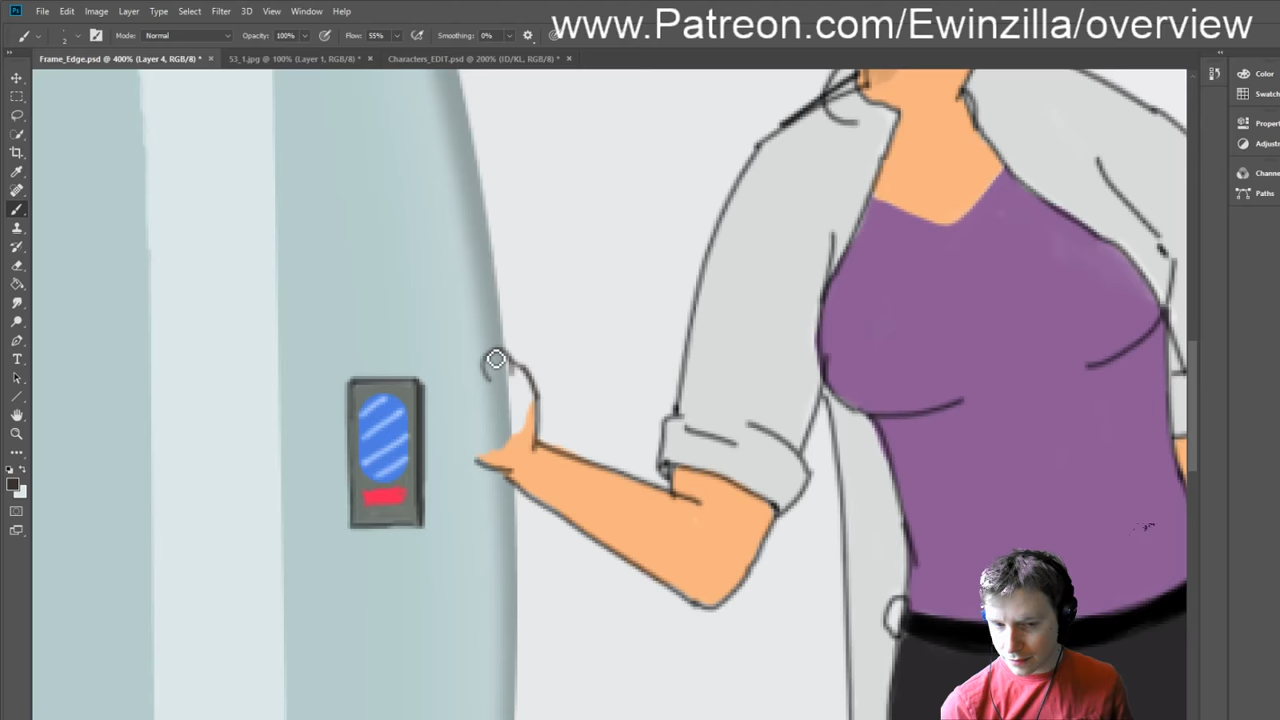 www.Patreon.com/Ewinzilla/overview
File Edit Image Layer Type Select Filter 3D View Window Help
2 Mode: Normal Opacity: 100% Flow: 55% Smoothing: 0%
Frame_Edge.psd @ 400% (Layer 4, RGB/8) * × 53_1.jpg @ 100% (Layer 1, RGB/8) * × Characters_EDIT.psd @ 200% (ID/KL, RGB/8) * ×
Color
Swatch
Propert
Adjustr
Channe
Paths